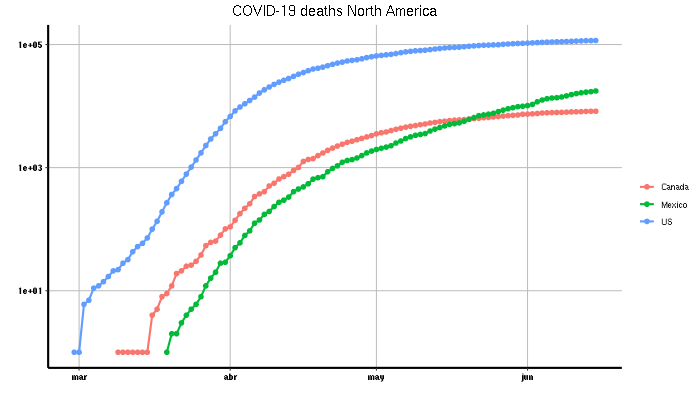 COVID-19 deaths North America
1e+05
1e+03
1e+01
mar abr may jun
Canada
Mexico
US